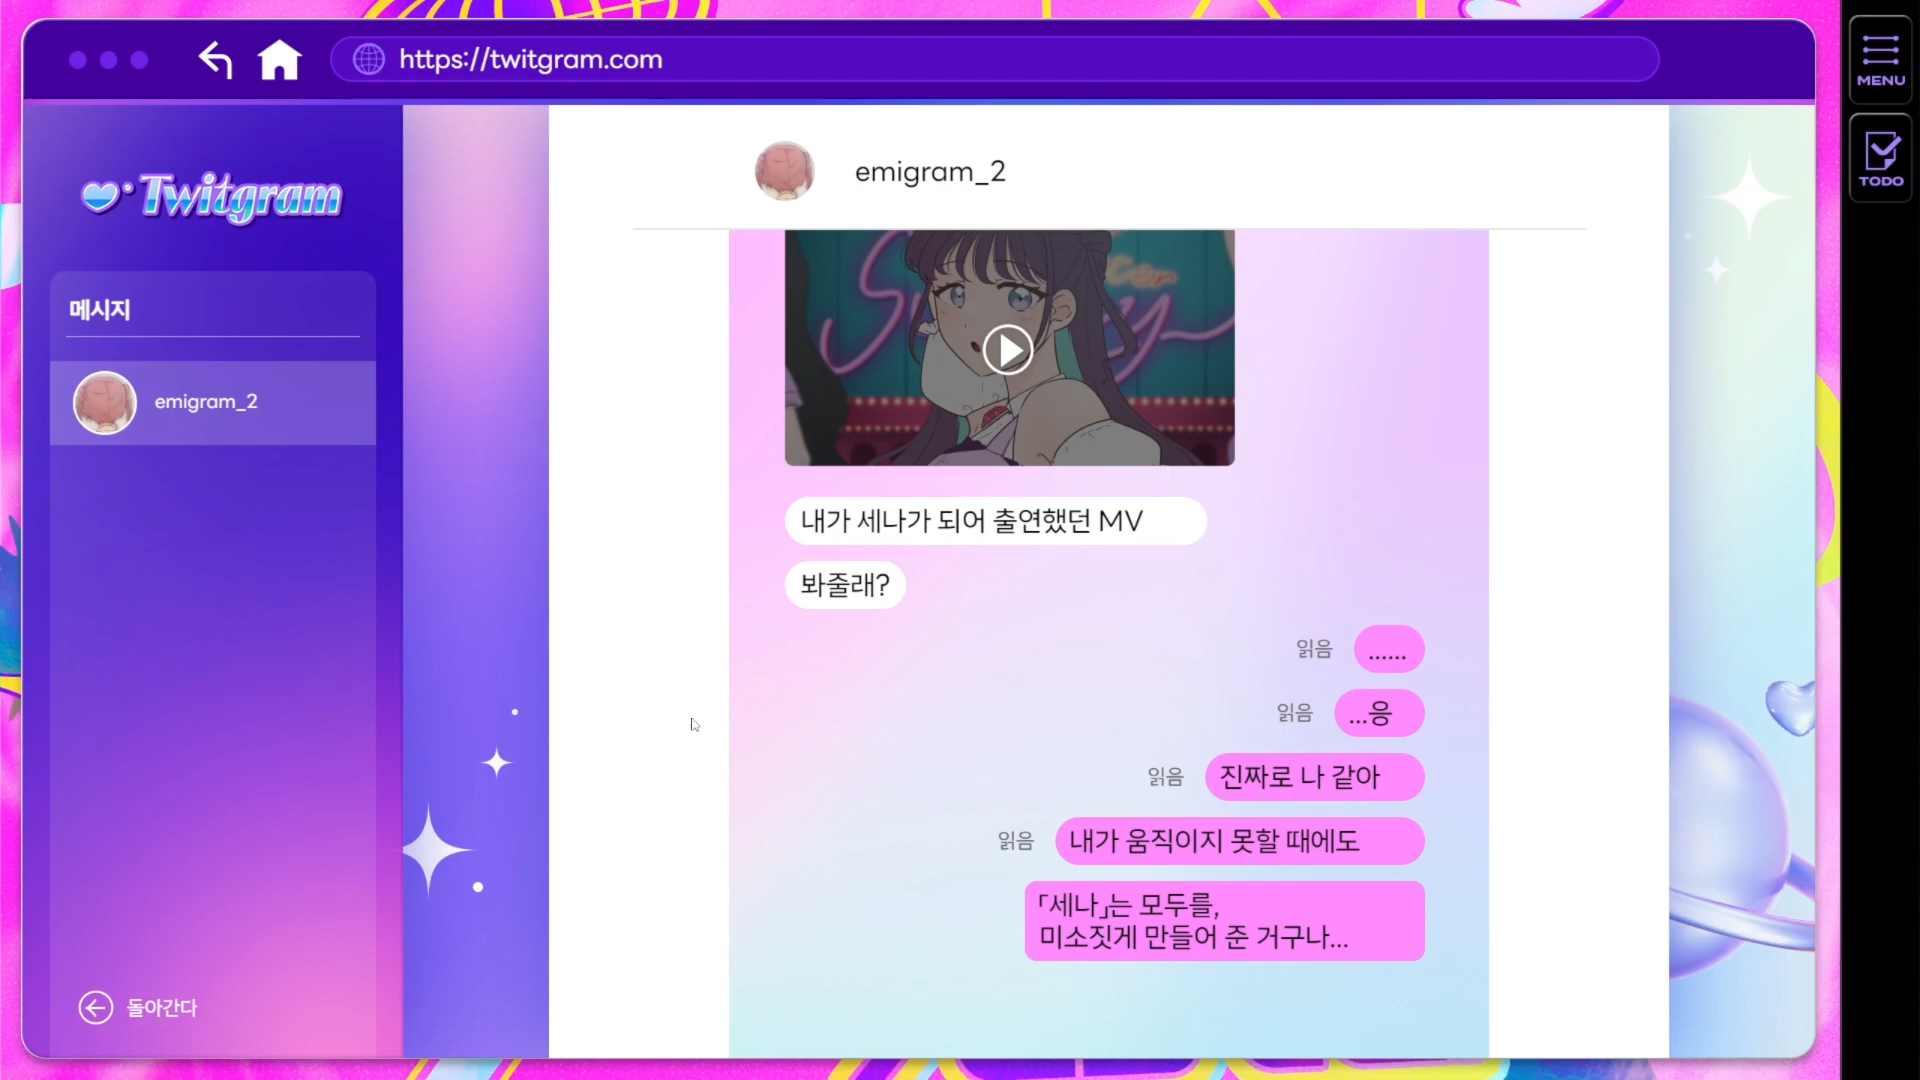 https://twitgram.com
MENU
TODO
Twitgram
메시지
emigram_2
돌아간다
emigram_2
내가 세나가 되어 출연했던 MV
봐줄래?
읽음 ......
읽음 ...응
읽음 진짜로 나 같아
읽음 내가 움직이지 못할 때에도
「세나」는 모두를,
미소짓게 만들어 준 거구나...